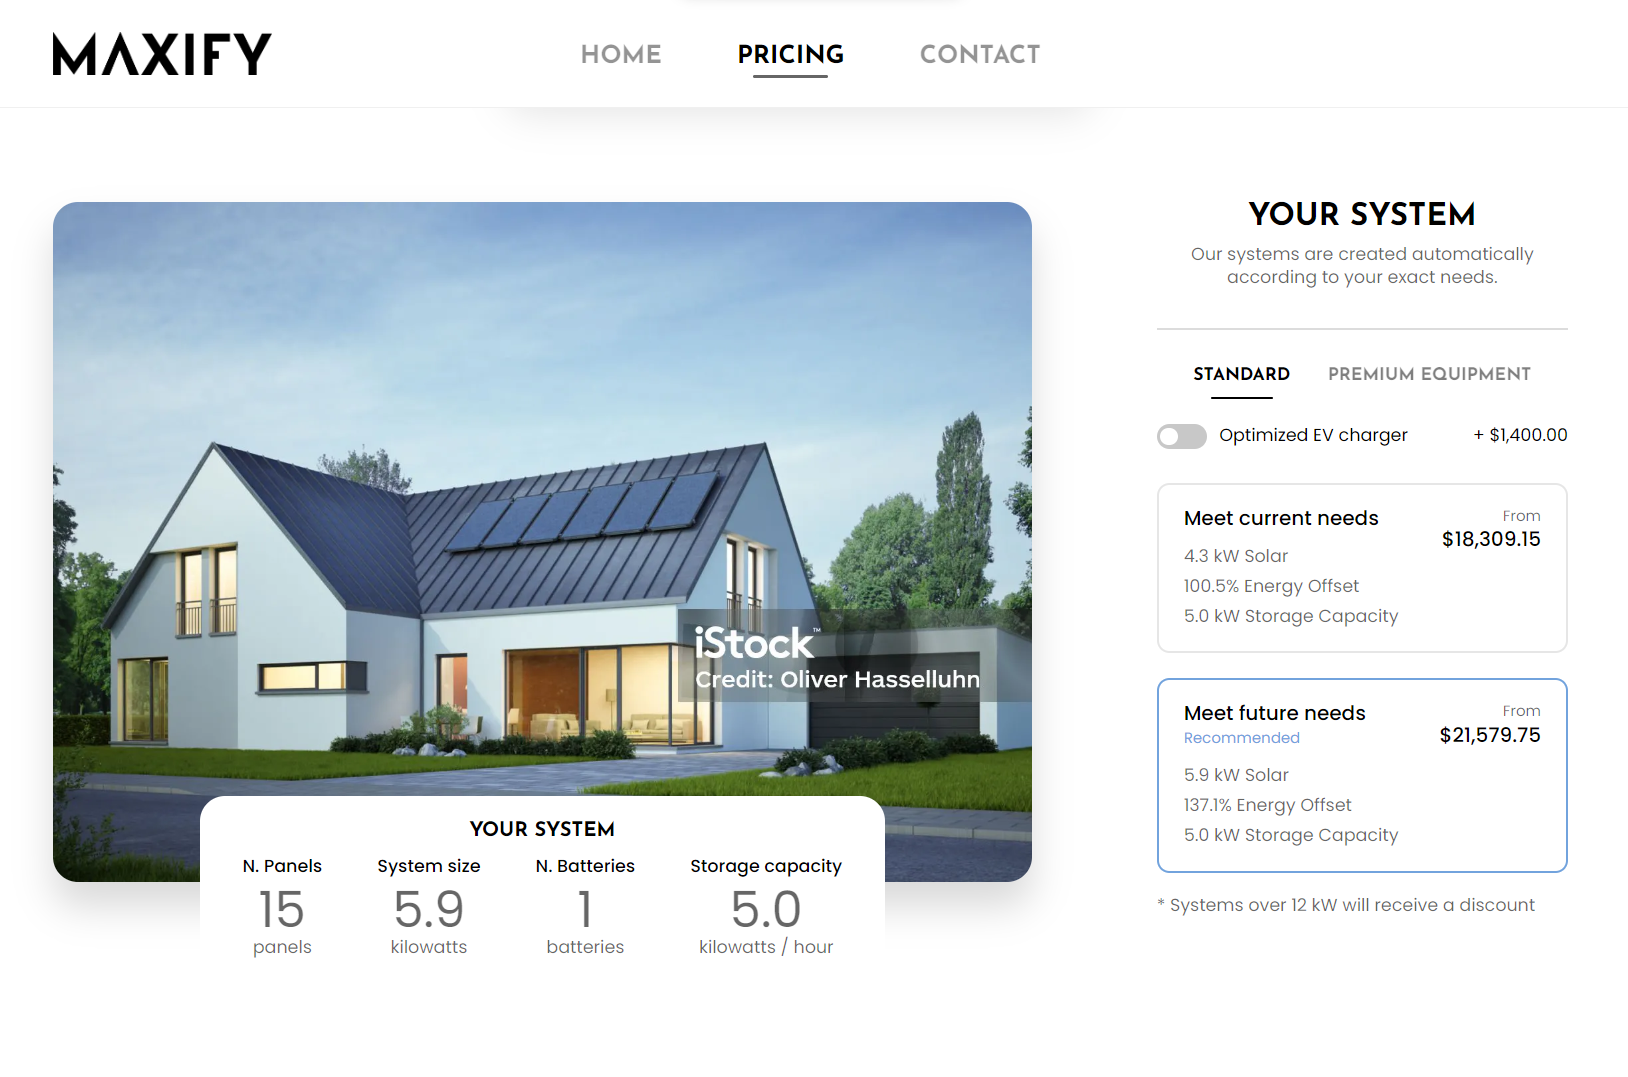 MAXIFY
HOME
PRICING
CONTACT
iStock™
Credit: Oliver Hasselluhn
YOUR SYSTEM
N. Panels
System size
N. Batteries
Storage capacity
15
5.9
1
5.0
panels
kilowatts
batteries
kilowatts / hour
YOUR SYSTEM
Our systems are created automatically
according to your exact needs.
STANDARD
PREMIUM EQUIPMENT
Optimized EV charger
+ $1,400.00
Meet current needs
From
$18,309.15
4.3 kW Solar
100.5% Energy Offset
5.0 kW Storage Capacity
Meet future needs
From
Recommended
$21,579.75
5.9 kW Solar
137.1% Energy Offset
5.0 kW Storage Capacity
* Systems over 12 kW will receive a discount